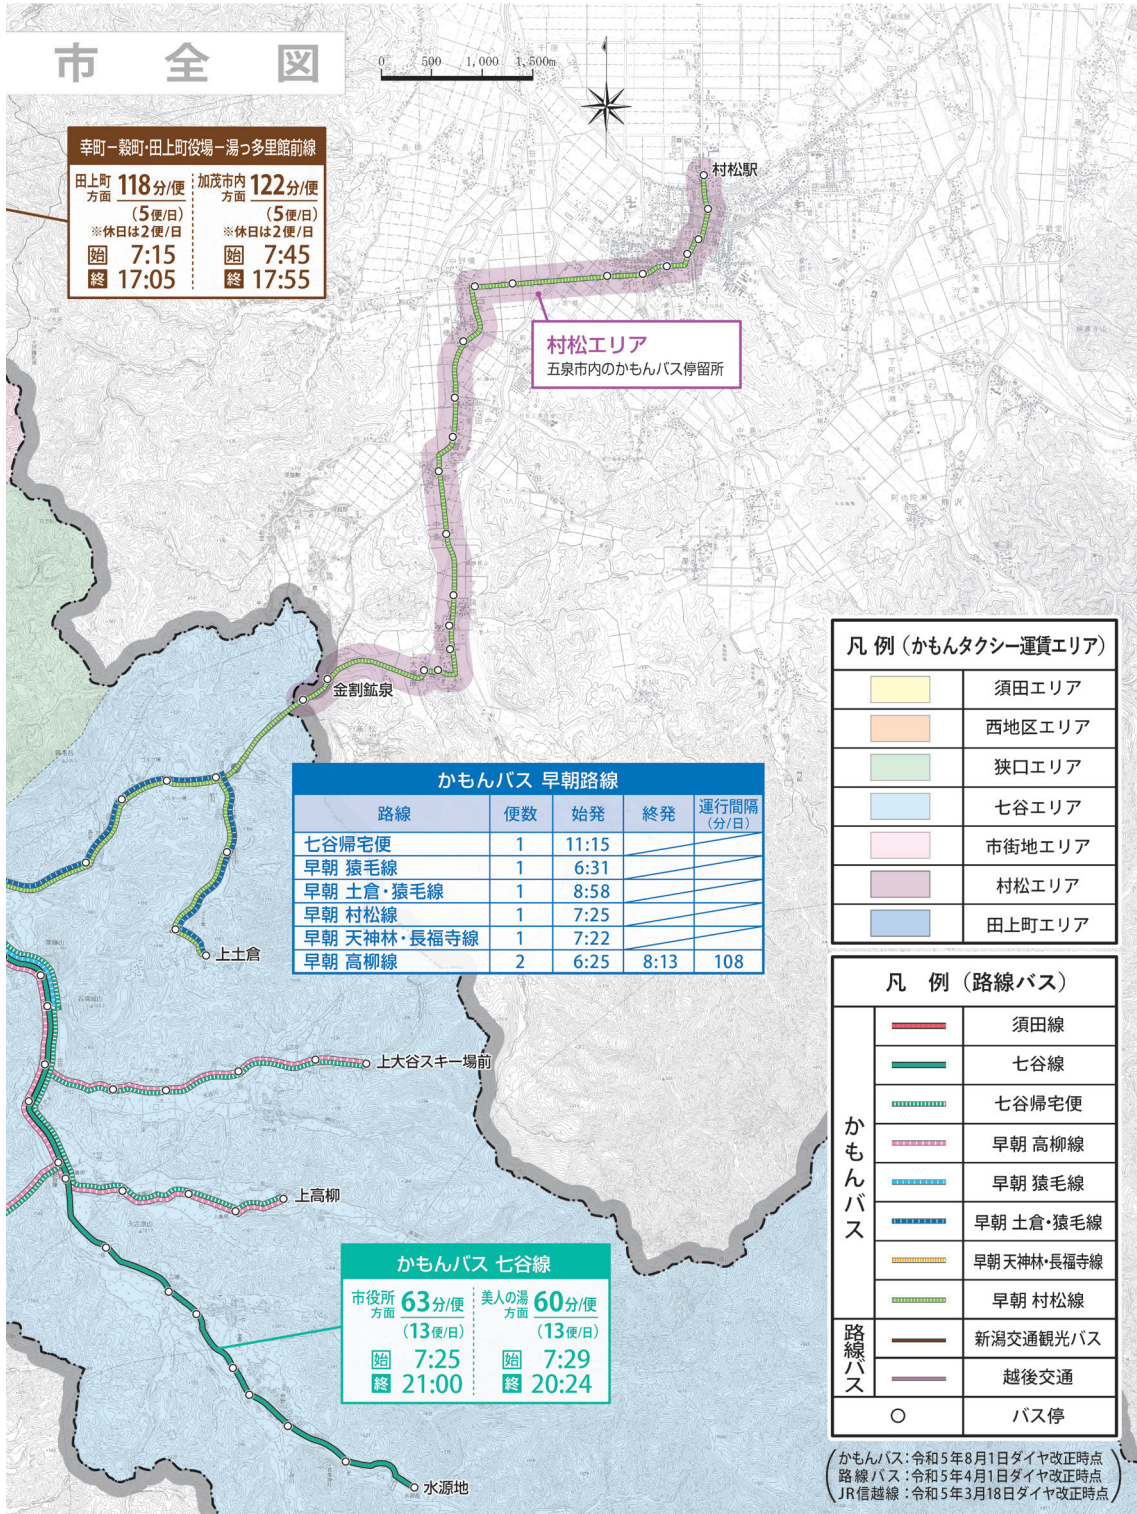 市 全 図
0 500 1,000 1,500m
幸町－穀町・田上町役場－湯っ多里館前線
田上町方面 118分/便
(5便/日)
※休日は2便/日
始 7:15
終 17:05
加茂市内方面 122分/便
(5便/日)
※休日は2便/日
始 7:45
終 17:55
村松駅
村松エリア
五泉市内のかもんバス停留所
金割鉱泉
凡 例（かもんタクシー運賃エリア）
須田エリア
西地区エリア
狭口エリア
七谷エリア
市街地エリア
村松エリア
田上町エリア
かもんバス 早朝路線
路線 便数 始発 終発 運行間隔(分/日)
七谷帰宅便 1 11:15
早朝 猿毛線 1 6:31
早朝 土倉・猿毛線 1 8:58
早朝 村松線 1 7:25
早朝 天神林・長福寺線 1 7:22
早朝 高柳線 2 6:25 8:13 108
上土倉
上大谷スキー場前
上高柳
凡 例（路線バス）
かもんバス
須田線
七谷線
七谷帰宅便
早朝 高柳線
早朝 猿毛線
早朝 土倉・猿毛線
早朝 天神林・長福寺線
早朝 村松線
路線バス
新潟交通観光バス
越後交通
バス停
かもんバス 七谷線
市役所方面 63分/便
(13便/日)
始 7:25
終 21:00
美人の湯方面 60分/便
(13便/日)
始 7:29
終 20:24
水源地
かもんバス：令和5年8月1日ダイヤ改正時点
路線バス：令和5年4月1日ダイヤ改正時点
JR信越線：令和5年3月18日ダイヤ改正時点